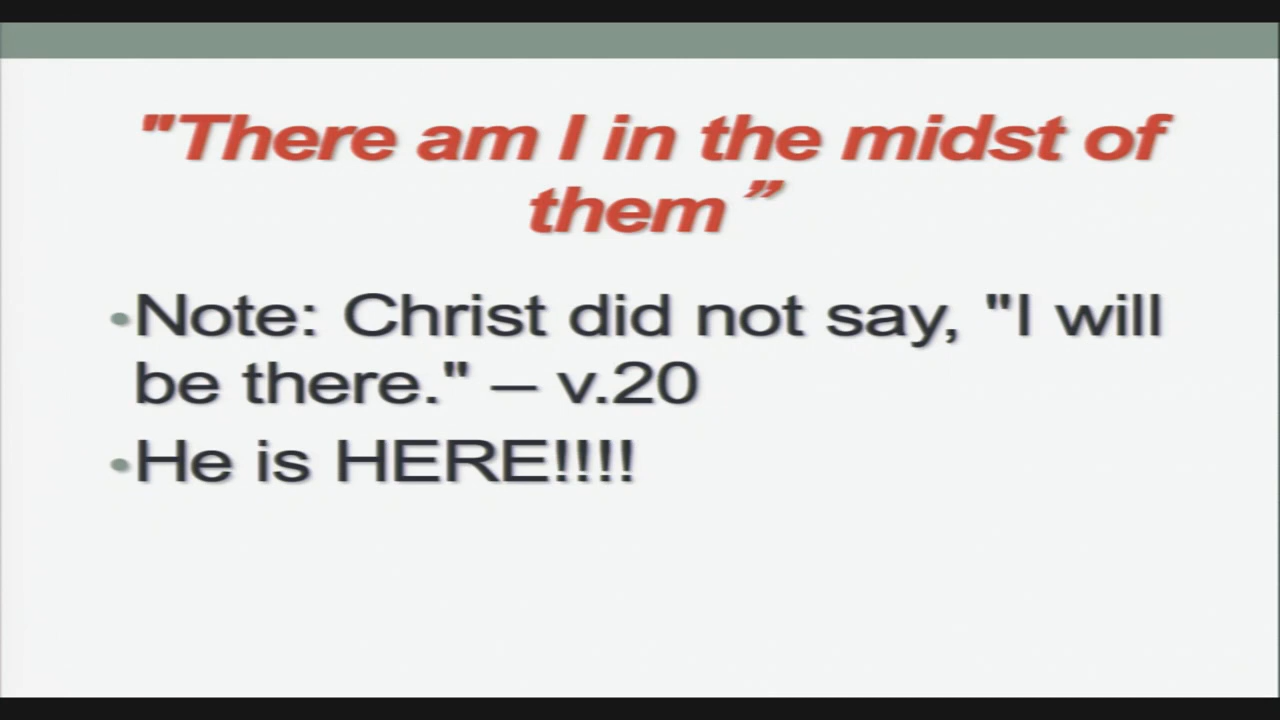 "There am I in the midst of
them”
•Note: Christ did not say, "I will
be there." – v.20
•He is HERE!!!!